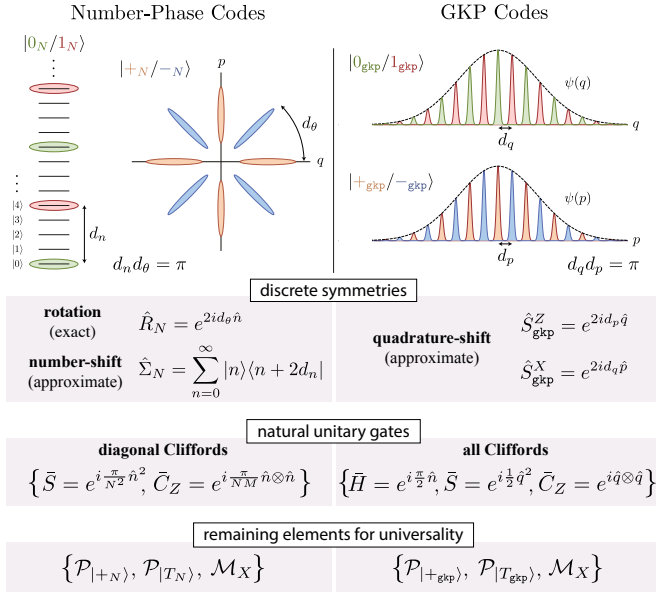 Number-Phase Codes
GKP Codes
|0_N/1_N⟩
⋮
|4⟩
|3⟩
|2⟩
|1⟩
|0⟩
d_n
|+_N/−_N⟩
p
q
d_θ
d_n d_θ = π
|0_gkp/1_gkp⟩
ψ(q)
q
d_q
|+_gkp/−_gkp⟩
ψ(p)
p
d_p
d_q d_p = π
discrete symmetries
rotation
(exact)
R̂_N = e^{2id_θ n̂}
number-shift
(approximate)
Σ̂_N = ∑_{n=0}^{∞} |n⟩⟨n + 2d_n|
quadrature-shift
(approximate)
Ŝ^Z_gkp = e^{2id_p q̂}
Ŝ^X_gkp = e^{2id_q p̂}
natural unitary gates
diagonal Cliffords
{S̄ = e^{i π/N² n̂²}, C̄_Z = e^{i π/NM n̂⊗n̂}}
all Cliffords
{H̄ = e^{i π/2 n̂}, S̄ = e^{i 1/2 q̂²}, C̄_Z = e^{i q̂⊗q̂}}
remaining elements for universality
{𝒫_{|+_N⟩}, 𝒫_{|T_N⟩}, ℳ_X}
{𝒫_{|+_gkp⟩}, 𝒫_{|T_gkp⟩}, ℳ_X}